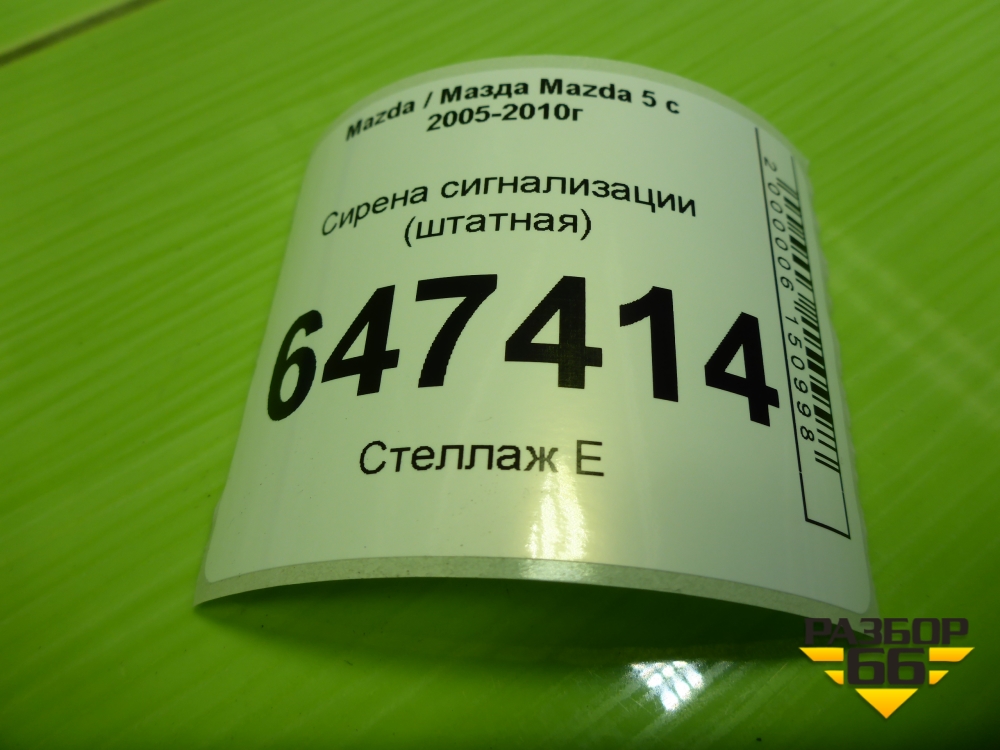 Mazda / Мазда Mazda 5 с
2005-2010г
Сирена сигнализации
(штатная)
647414
Стеллаж Е
2000006150998
РАЗБОР
66